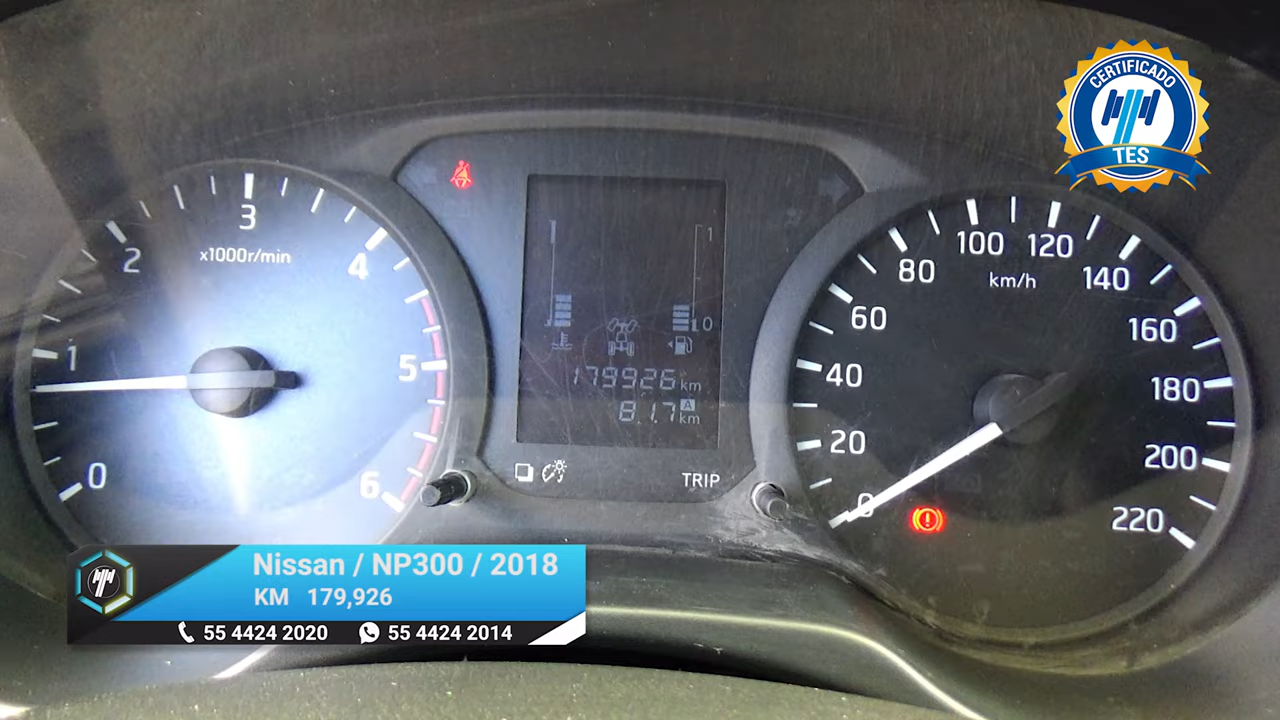 CERTIFICADO
TES
x1000r/min
0
1
2
3
4
5
6
1
0
179926 km
A
81.7 km
TRIP
km/h
0
20
40
60
80
100
120
140
160
180
200
220
Nissan / NP300 / 2018
KM 179,926
55 4424 2020 55 4424 2014